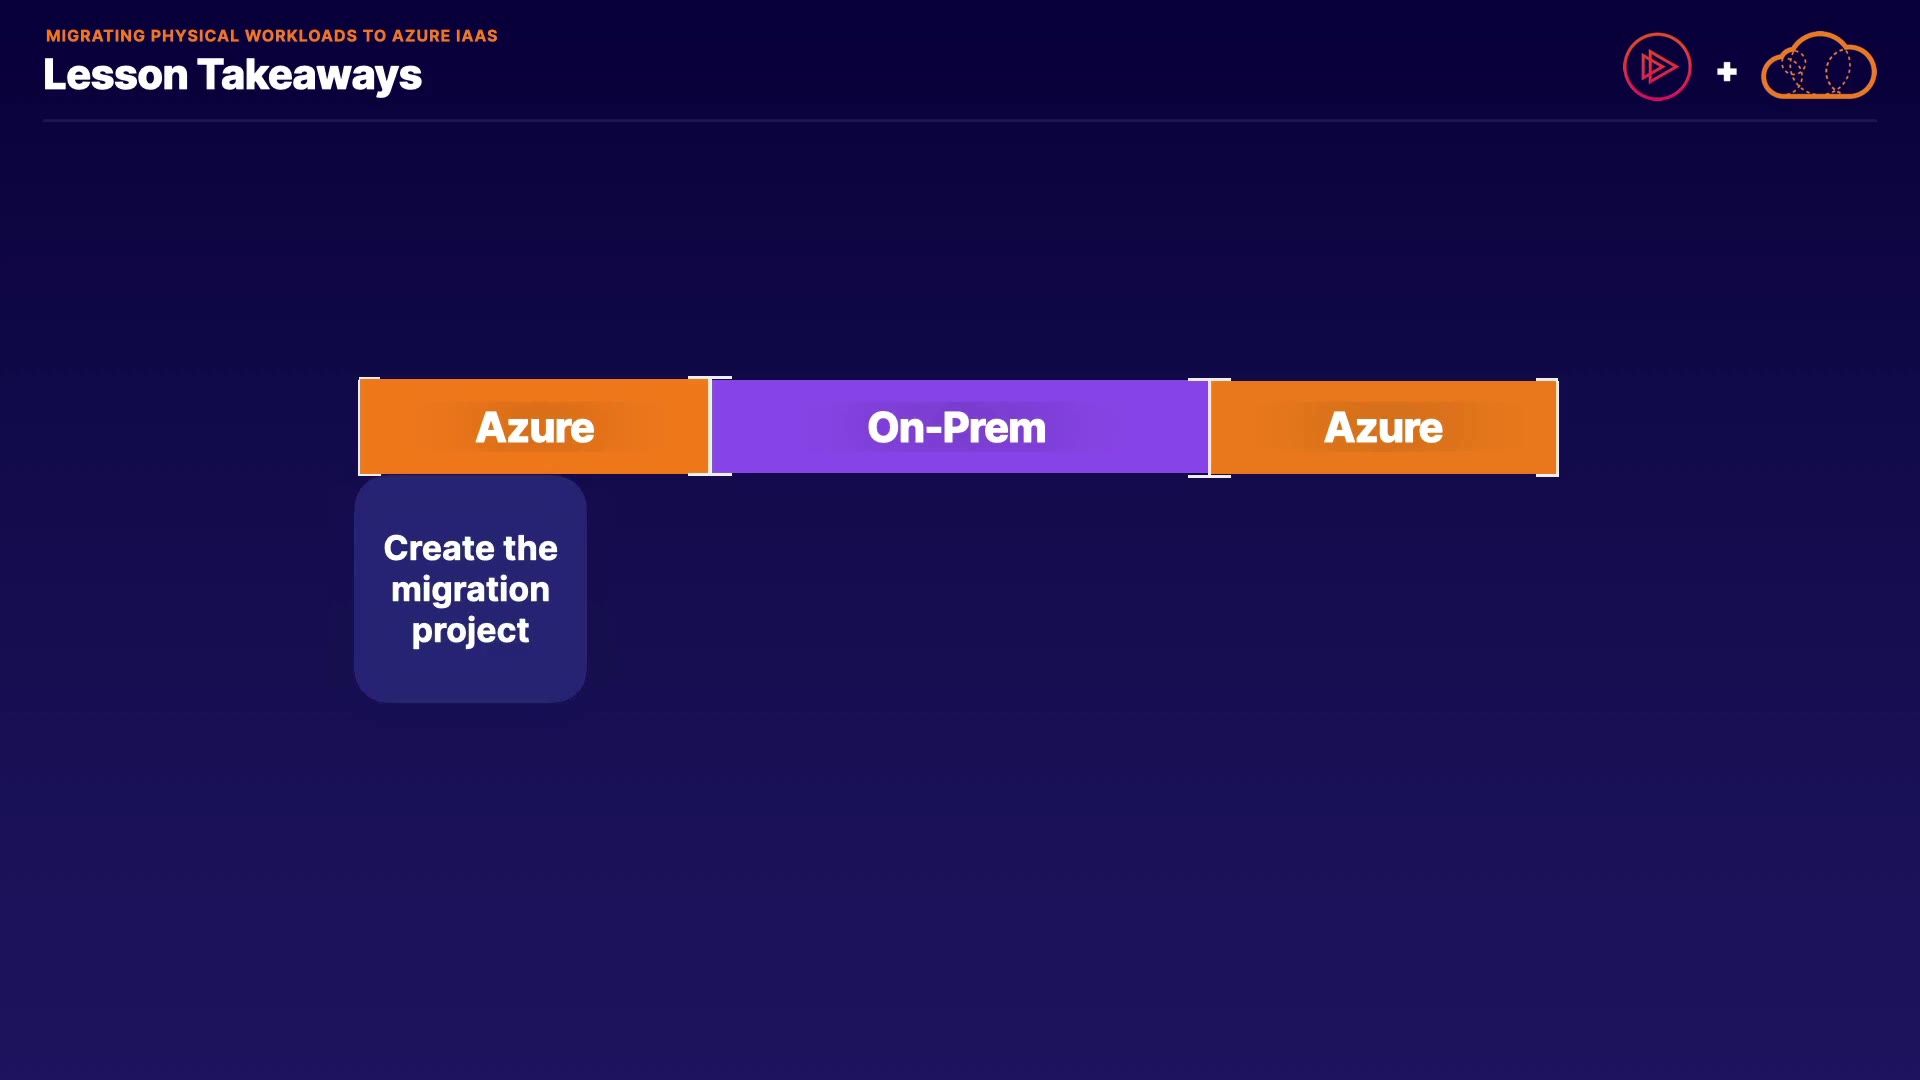 MIGRATING PHYSICAL WORKLOADS TO AZURE IAAS
Lesson Takeaways
Azure
On-Prem
Azure
Create the
migration
project